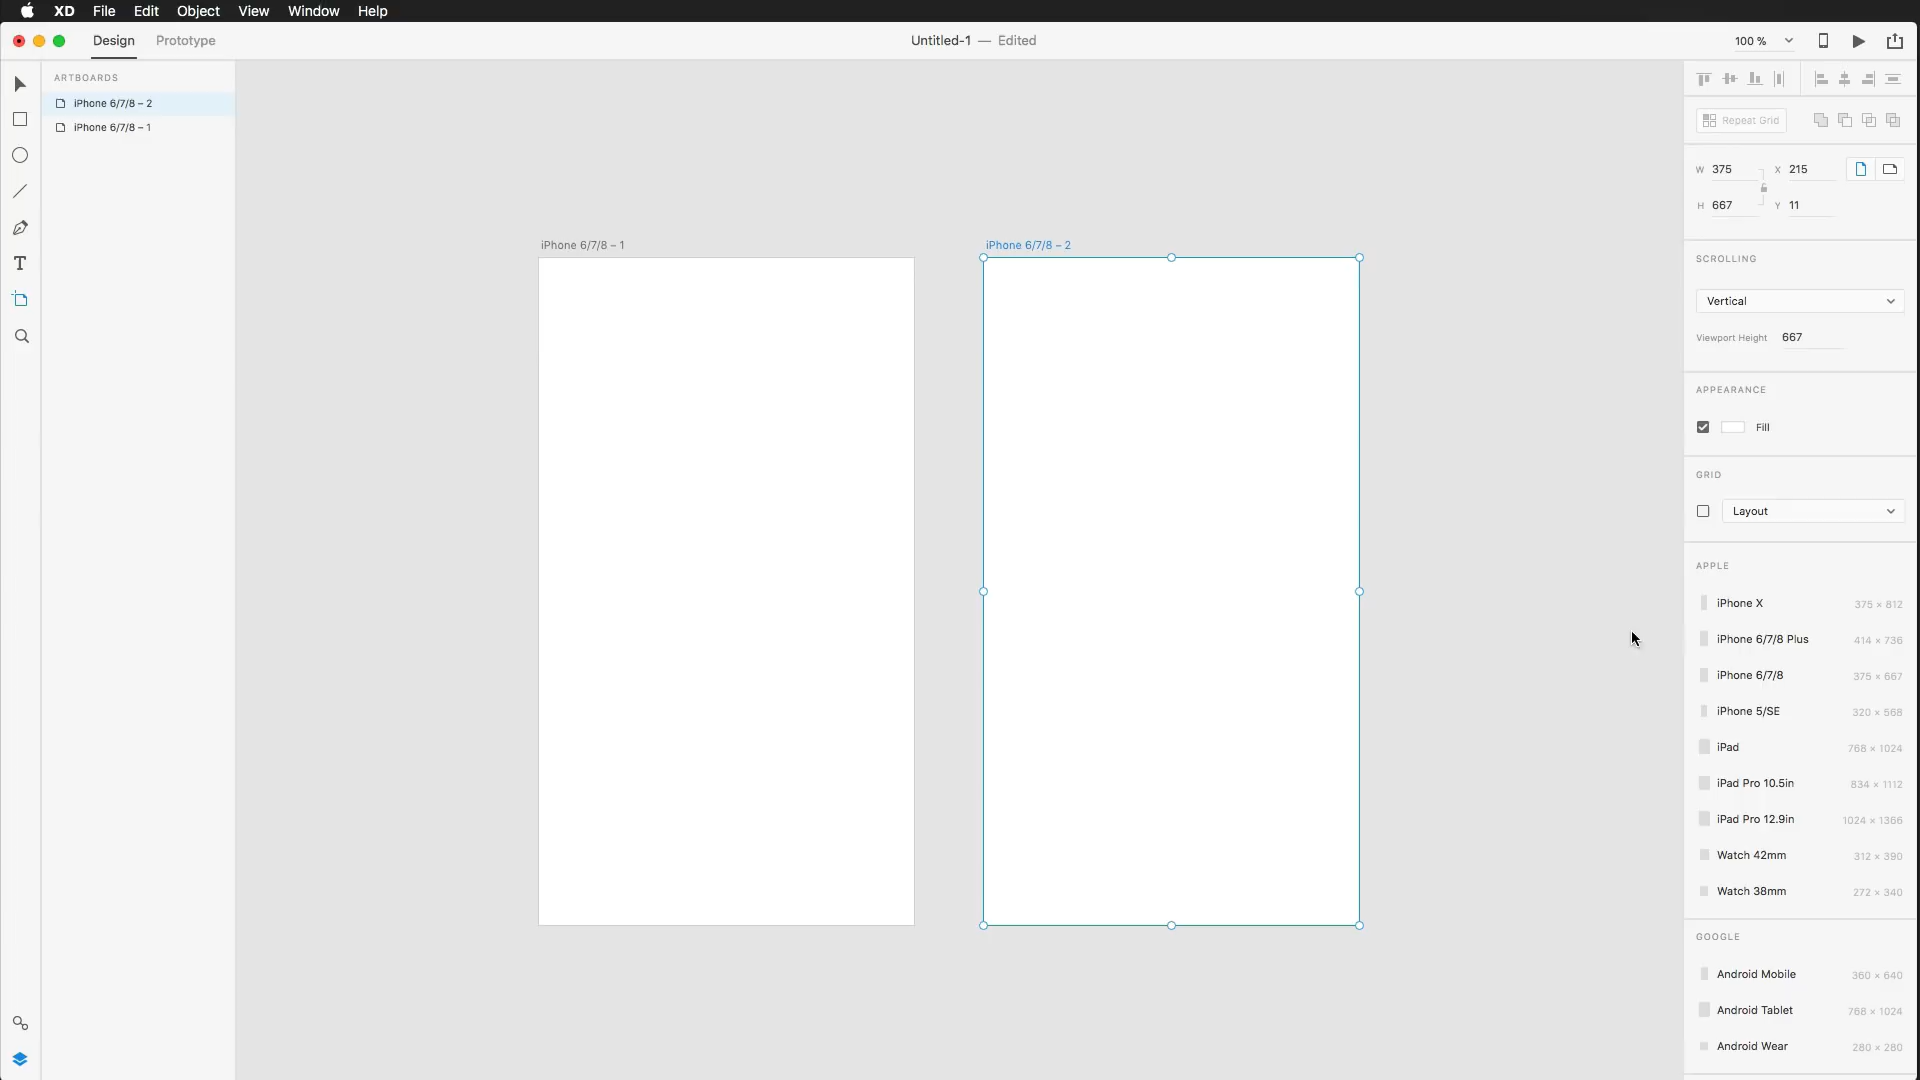 XD File Edit Object View Window Help
Design Prototype
Untitled-1 — Edited
100 %
ARTBOARDS
iPhone 6/7/8 – 2
iPhone 6/7/8 – 1
iPhone 6/7/8 – 1
iPhone 6/7/8 – 2
Repeat Grid
W 375 X 215
H 667 Y 11
SCROLLING
Vertical
Viewport Height 667
APPEARANCE
Fill
GRID
Layout
APPLE
iPhone X 375 × 812
iPhone 6/7/8 Plus 414 × 736
iPhone 6/7/8 375 × 667
iPhone 5/SE 320 × 568
iPad 768 × 1024
iPad Pro 10.5in 834 × 1112
iPad Pro 12.9in 1024 × 1366
Watch 42mm 312 × 390
Watch 38mm 272 × 340
GOOGLE
Android Mobile 360 × 640
Android Tablet 768 × 1024
Android Wear 280 × 280